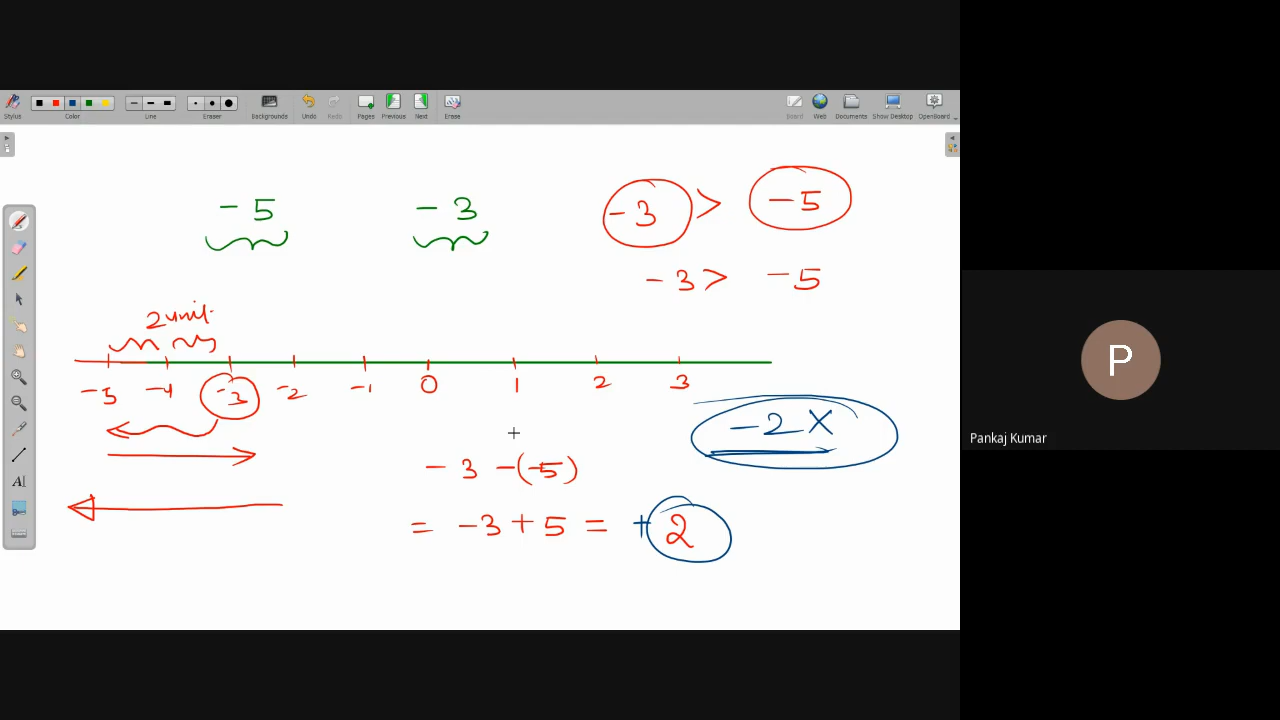 Stylus
Color
Line
Eraser
Backgrounds
Undo
Redo
Pages
Previous
Next
Erase
Board
Web
Documents
Show Desktop
OpenBoard
- 5
- 3
-3 > -5
-3 > -5
2 unit
-5 -4 -3 -2 -1 0 1 2 3
-2 X
- 3 -(-5)
= -3 + 5 = +2
P
Pankaj Kumar